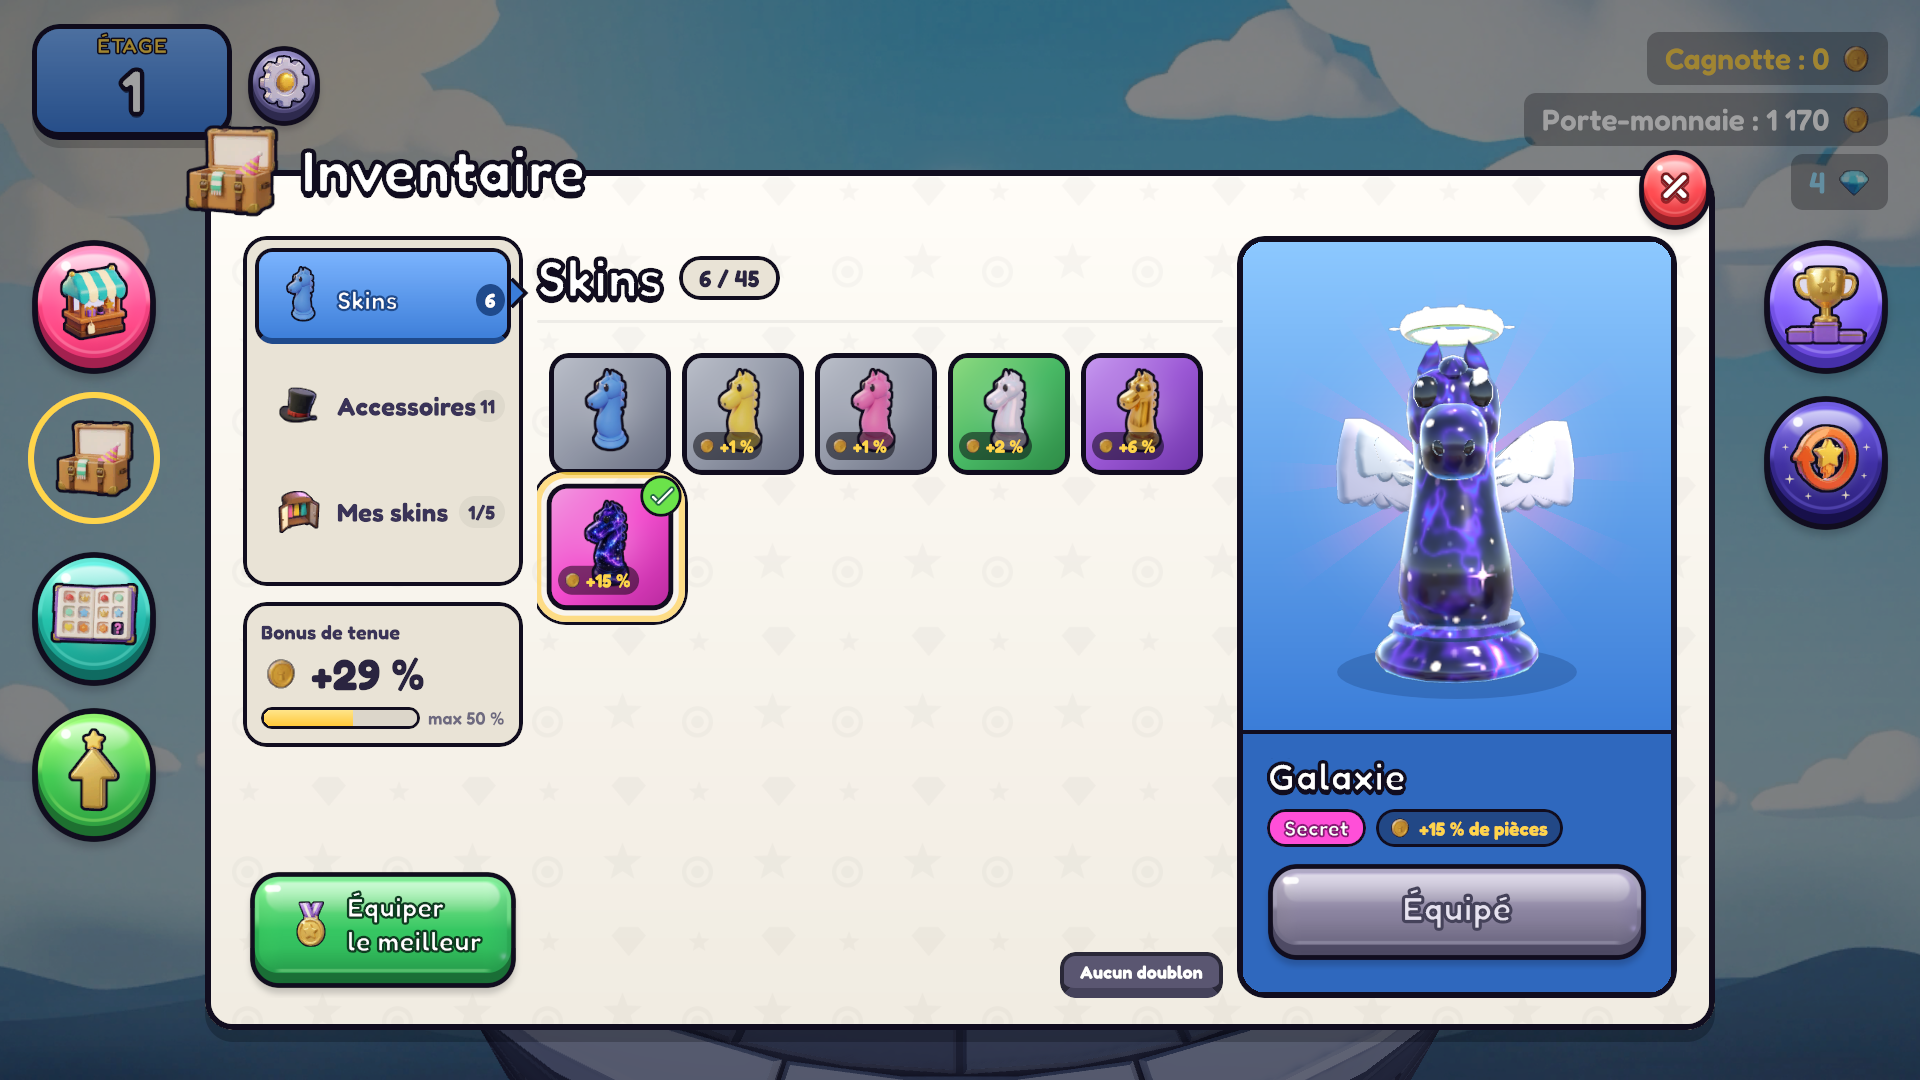 ÉTAGE
1
Cagnotte : 0
Porte-monnaie : 1 170
4
Inventaire
Skins
6
Accessoires 11
Mes skins 1/5
Bonus de tenue
+29 %
max 50 %
Équiper
le meilleur
Skins 6 / 45
+1 %
+1 %
+2 %
+6 %
+15 %
Aucun doublon
Galaxie
Secret
+15 % de pièces
Équipé